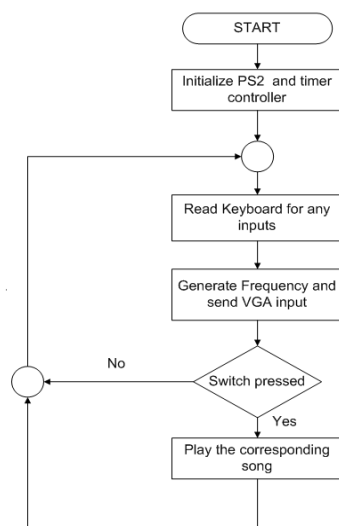 START
Initialize PS2 and timer
controller
Read Keyboard for any
inputs
Generate Frequency and
send VGA input
No
Switch pressed
Yes
Play the corresponding
song